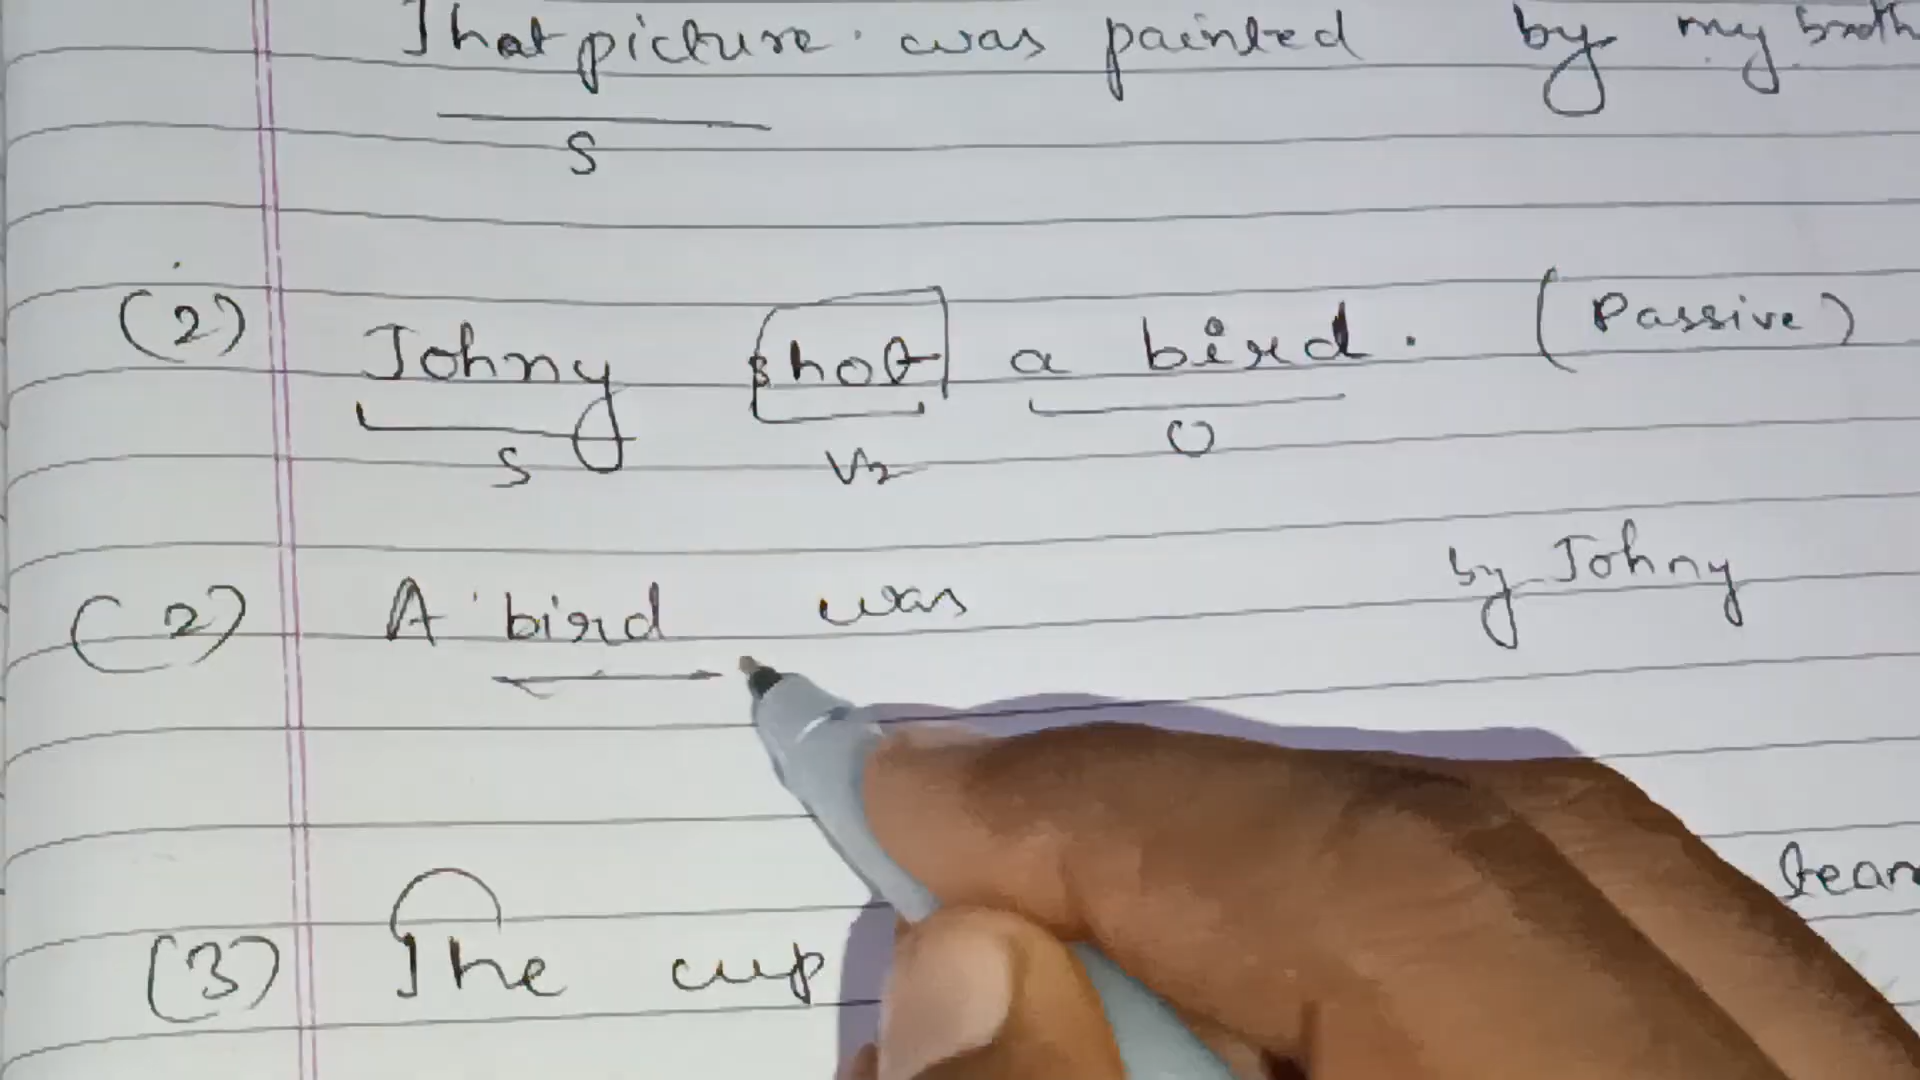 That picture. was painted by my broth
S
(2) Johny shot a bird. (Passive)
S V2 O
(2) A bird was by Johny
(3) The cup team